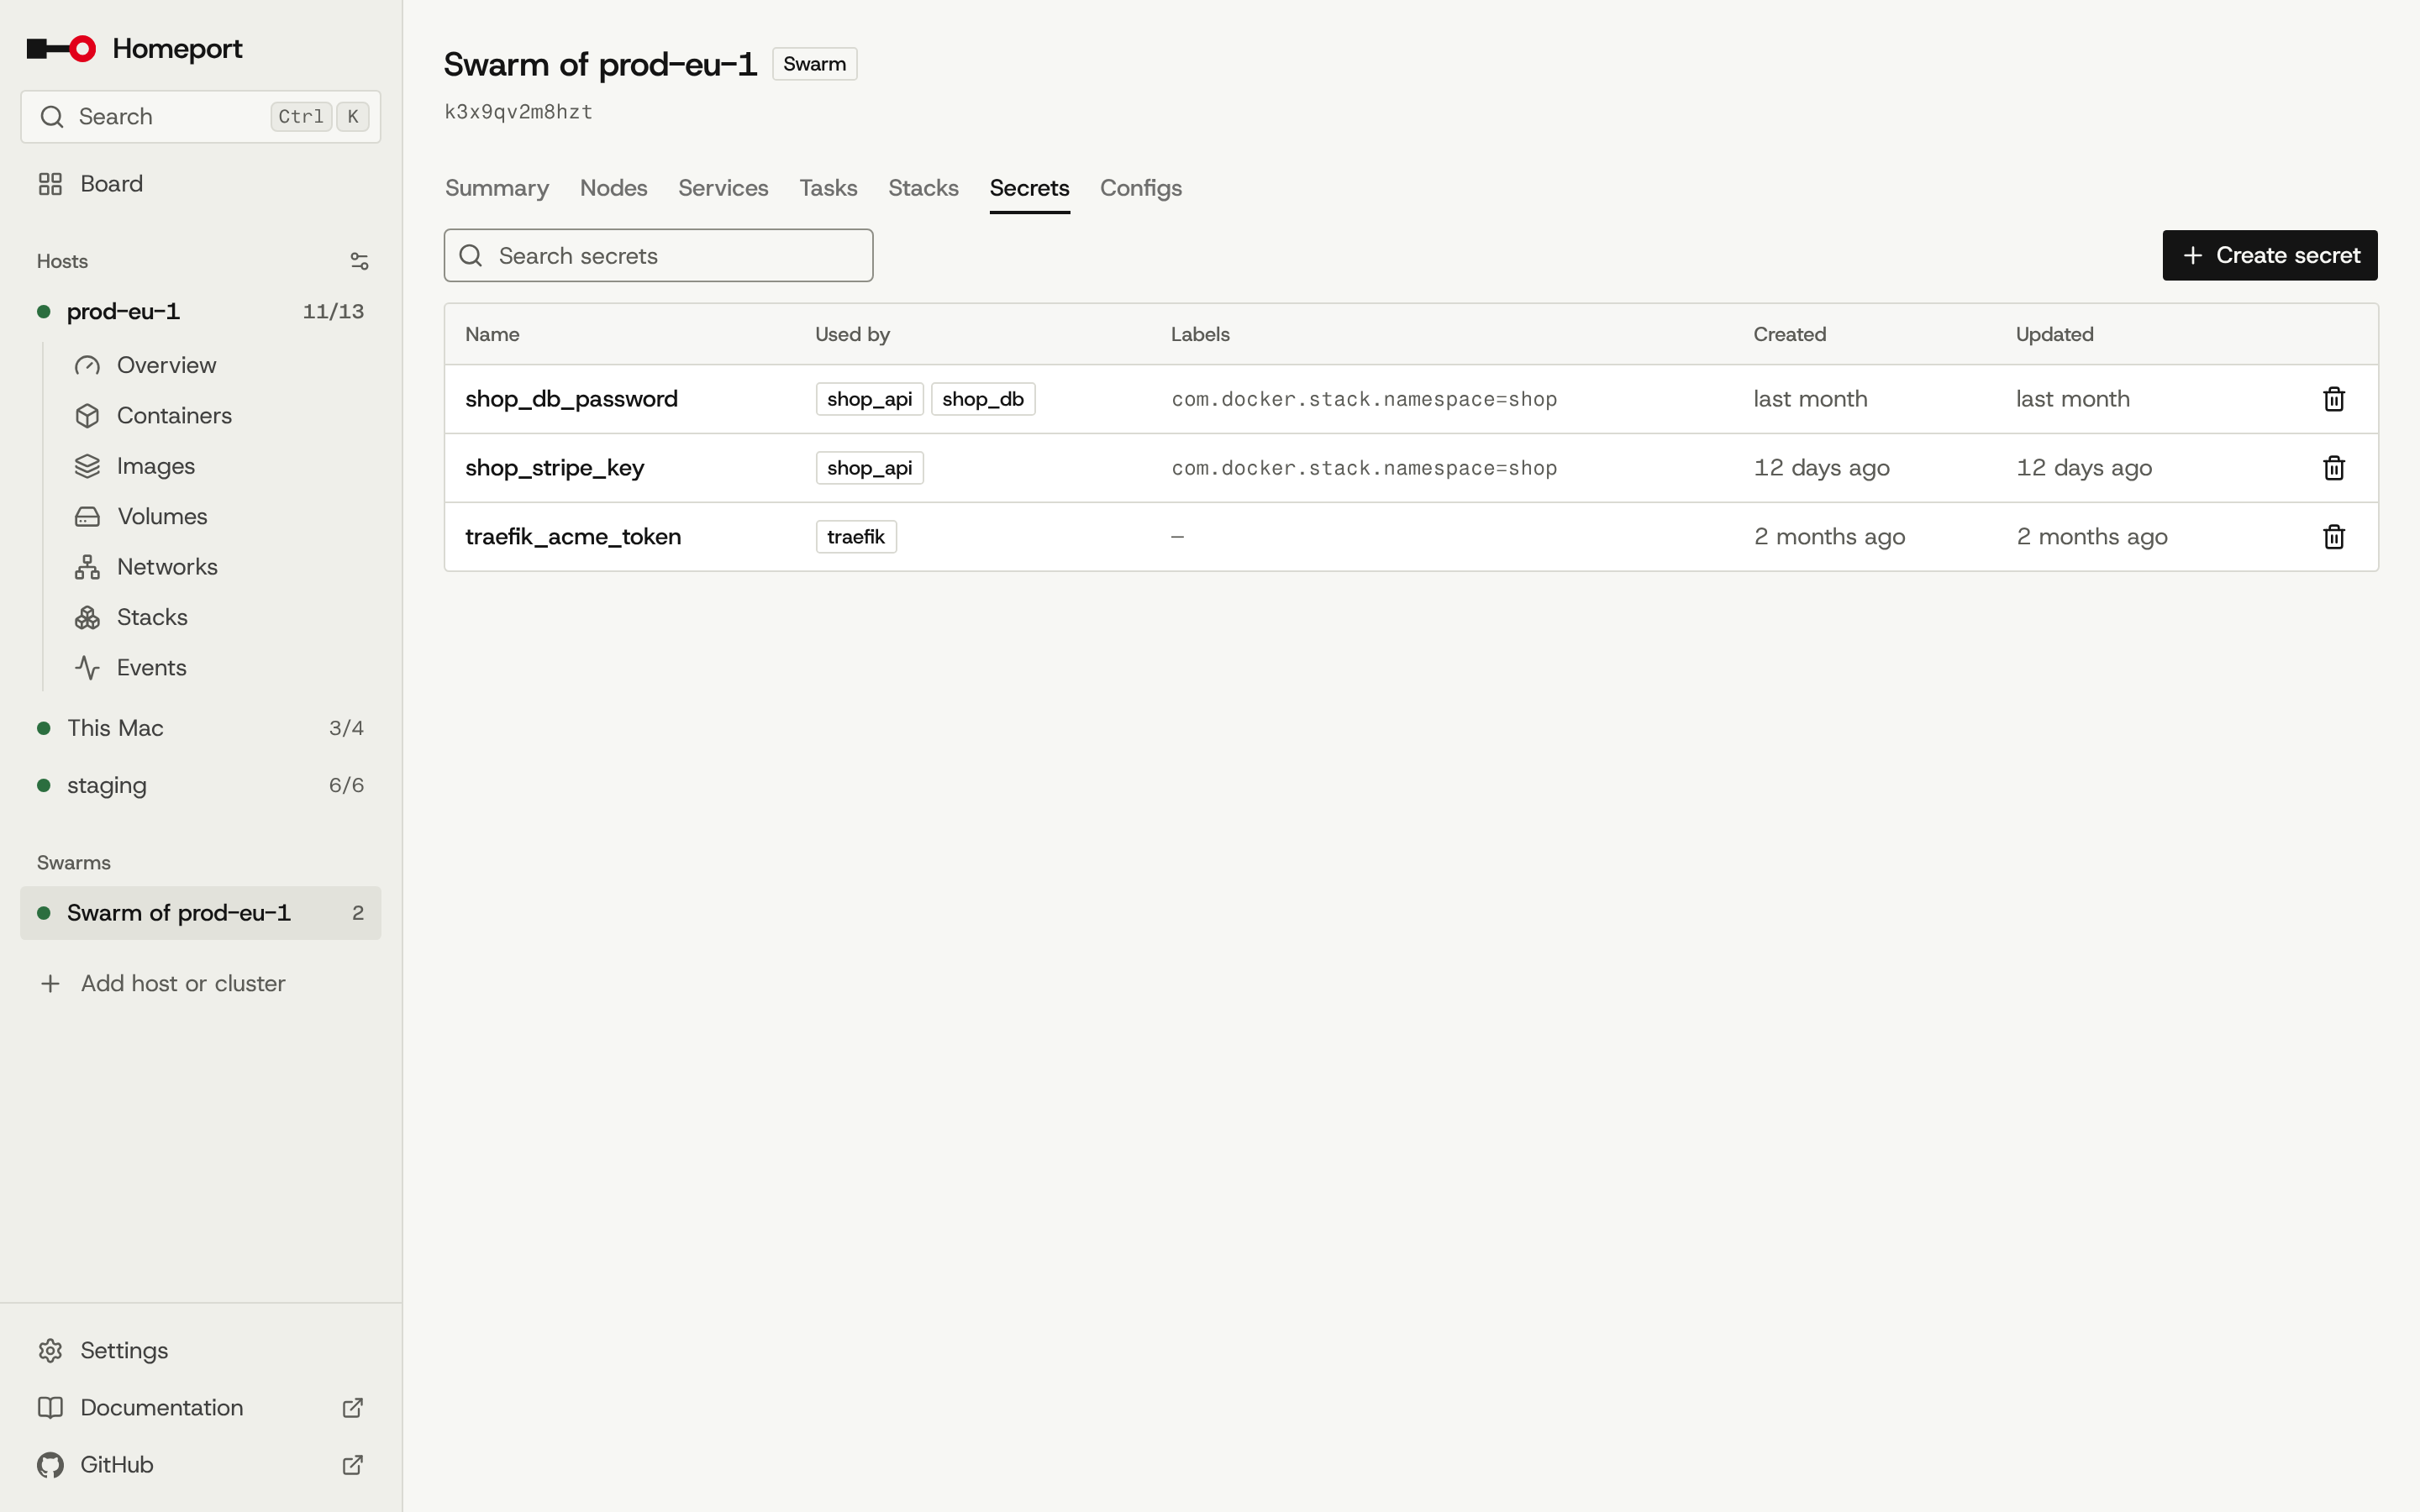 Homeport
Search Ctrl K
Board
Hosts
prod-eu-1 11/13
Overview
Containers
Images
Volumes
Networks
Stacks
Events
This Mac 3/4
staging 6/6
Swarms
Swarm of prod-eu-1 2
Add host or cluster
Settings
Documentation
GitHub
Swarm of prod-eu-1 Swarm
k3x9qv2m8hzt
Summary Nodes Services Tasks Stacks Secrets Configs
Search secrets
Create secret
Name Used by Labels Created Updated
shop_db_password shop_api shop_db com.docker.stack.namespace=shop last month last month
shop_stripe_key shop_api com.docker.stack.namespace=shop 12 days ago 12 days ago
traefik_acme_token traefik – 2 months ago 2 months ago